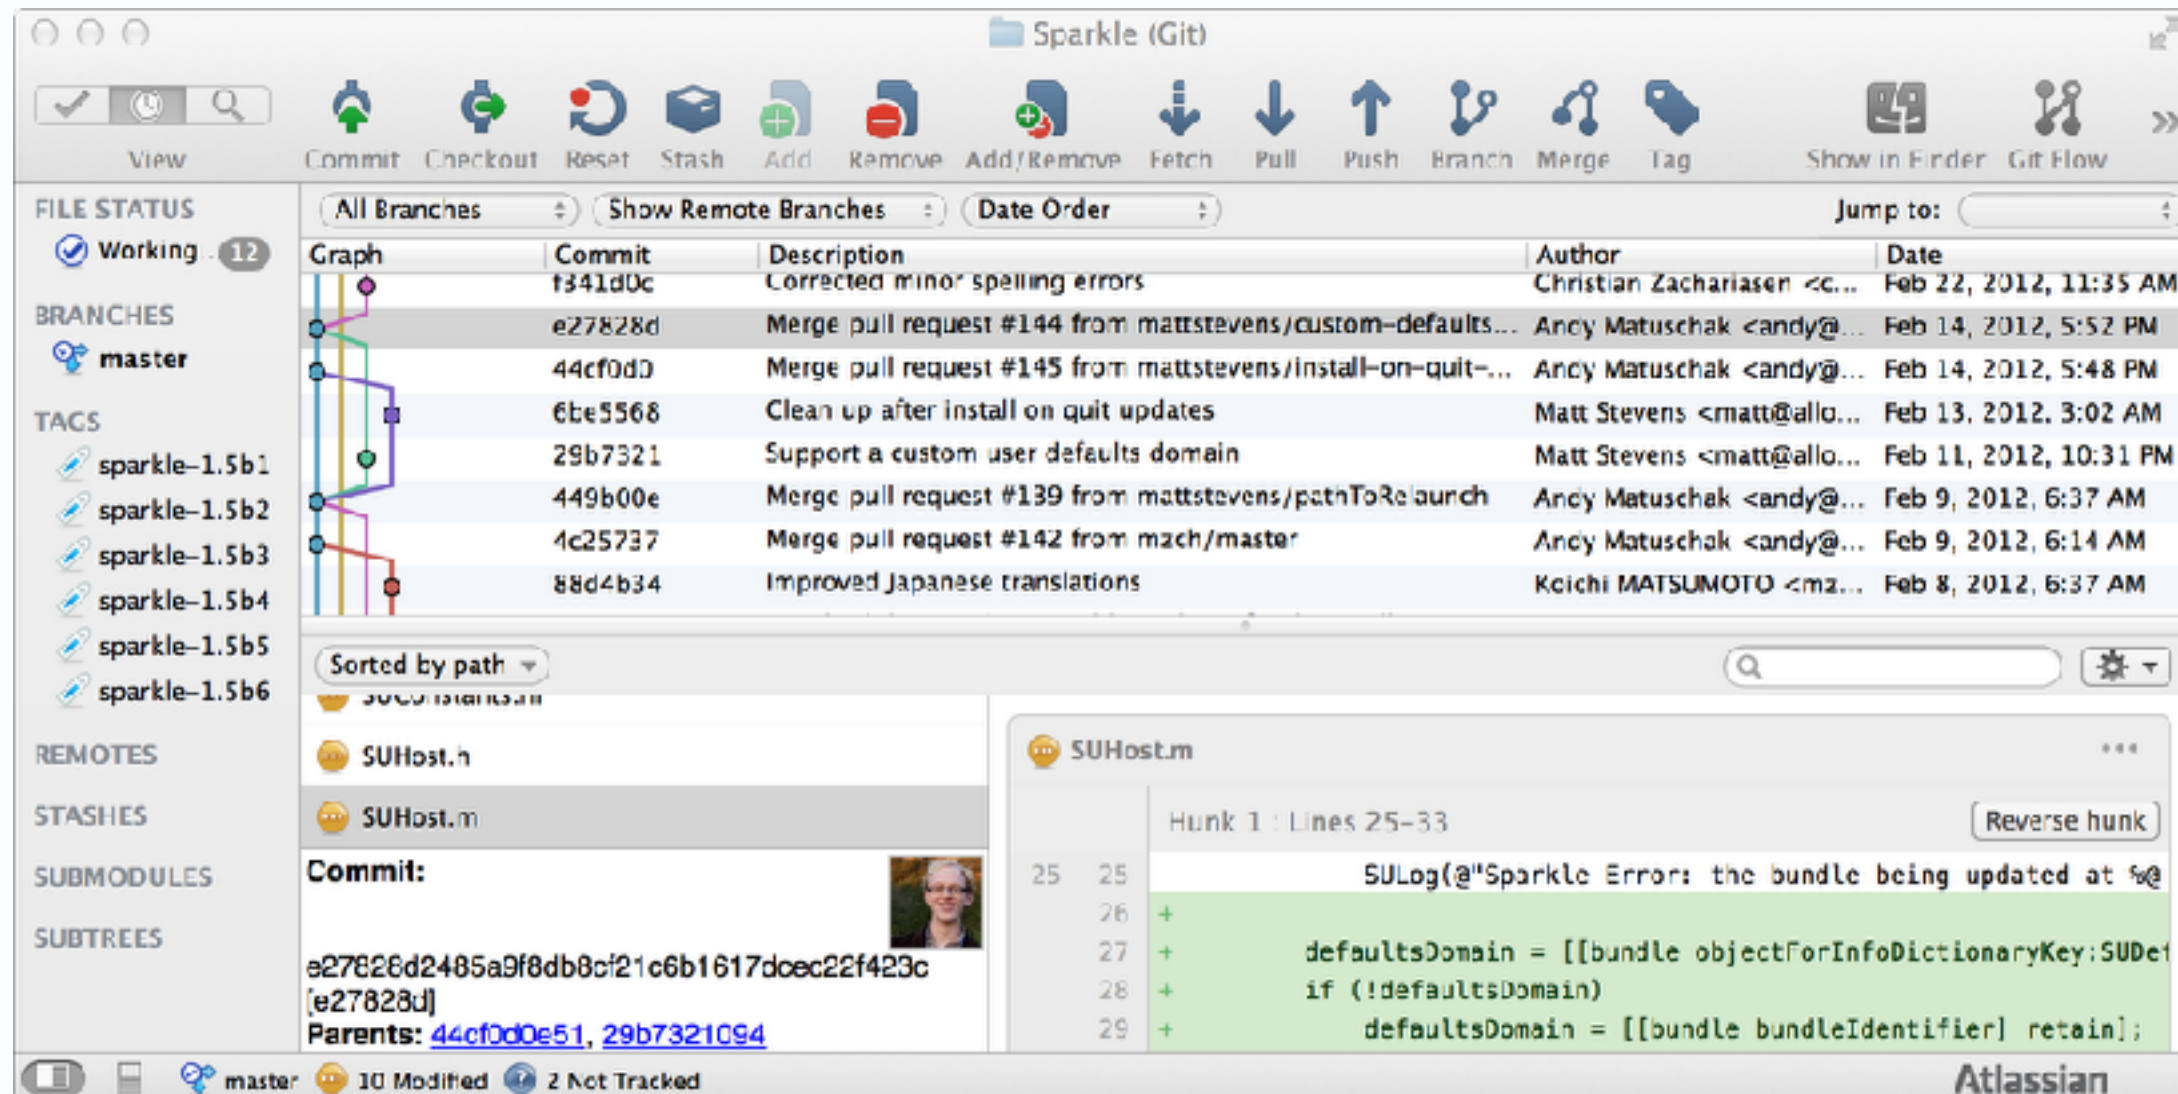 Sparkle (Git)
View Commit Checkout Reset Stash Add Remove Add/Remove Fetch Pull Push Branch Merge Tag Show in Finder Git Flow
FILE STATUS
Working 12
BRANCHES
master
TAGS
sparkle-1.5b1
sparkle-1.5b2
sparkle-1.5b3
sparkle-1.5b4
sparkle-1.5b5
sparkle-1.5b6
REMOTES
STASHES
SUBMODULES
SUBTREES
All Branches Show Remote Branches Date Order Jump to:
Graph Commit Description Author Date
f341d0c Corrected minor spelling errors Christian Zachariasen <c... Feb 22, 2012, 11:35 AM
e27828d Merge pull request #144 from mattstevens/custom-defaults... Andy Matuschak <andy@... Feb 14, 2012, 5:52 PM
44cf0d0 Merge pull request #145 from mattstevens/install-on-quit-... Andy Matuschak <andy@... Feb 14, 2012, 5:48 PM
6be5568 Clean up after install on quit updates Matt Stevens <matt@allo... Feb 13, 2012, 3:02 AM
29b7321 Support a custom user defaults domain Matt Stevens <matt@allo... Feb 11, 2012, 10:31 PM
449b00e Merge pull request #139 from mattstevens/pathToRelaunch Andy Matuschak <andy@... Feb 9, 2012, 6:37 AM
4c25737 Merge pull request #142 from mzch/master Andy Matuschak <andy@... Feb 9, 2012, 6:14 AM
88d4b34 Improved Japanese translations Koichi MATSUMOTO <mz... Feb 8, 2012, 6:37 AM
Sorted by path
SUConstants.m
SUHost.h
SUHost.m
Commit:
e27828d2485a9f8db8cf21c6b1617dcec22f423c
[e27828d]
Parents: 44cf0d0e51, 29b7321094
SUHost.m
Hunk 1 : Lines 25-33 Reverse hunk
25 25 SULog(@"Sparkle Error: the bundle being updated at %@
26 +
27 + defaultsDomain = [[bundle objectForInfoDictionaryKey:SUDef
28 + if (!defaultsDomain)
29 + defaultsDomain = [[bundle bundleIdentifier] retain];
master 10 Modified 2 Not Tracked Atlassian